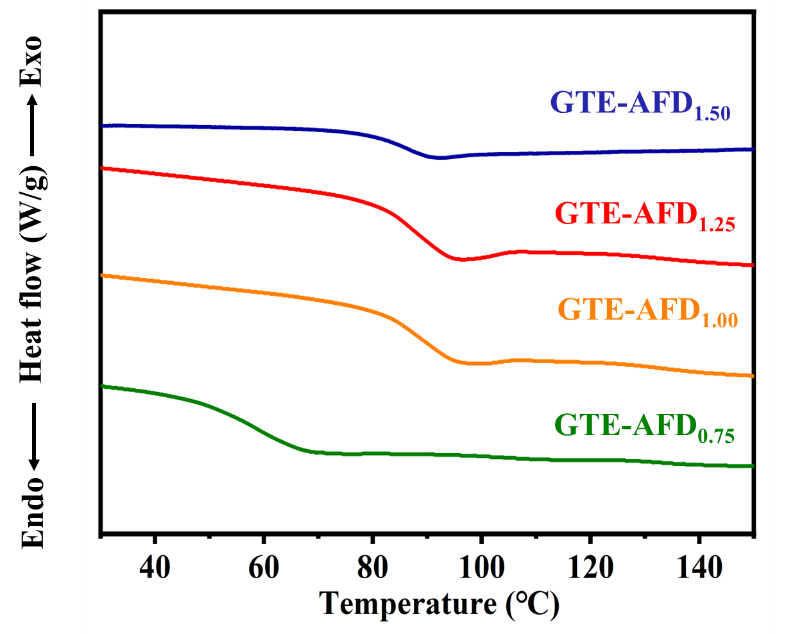 Endo ← Heat flow (W/g) → Exo
GTE-AFD1.50
GTE-AFD1.25
GTE-AFD1.00
GTE-AFD0.75
40 60 80 100 120 140
Temperature (℃)